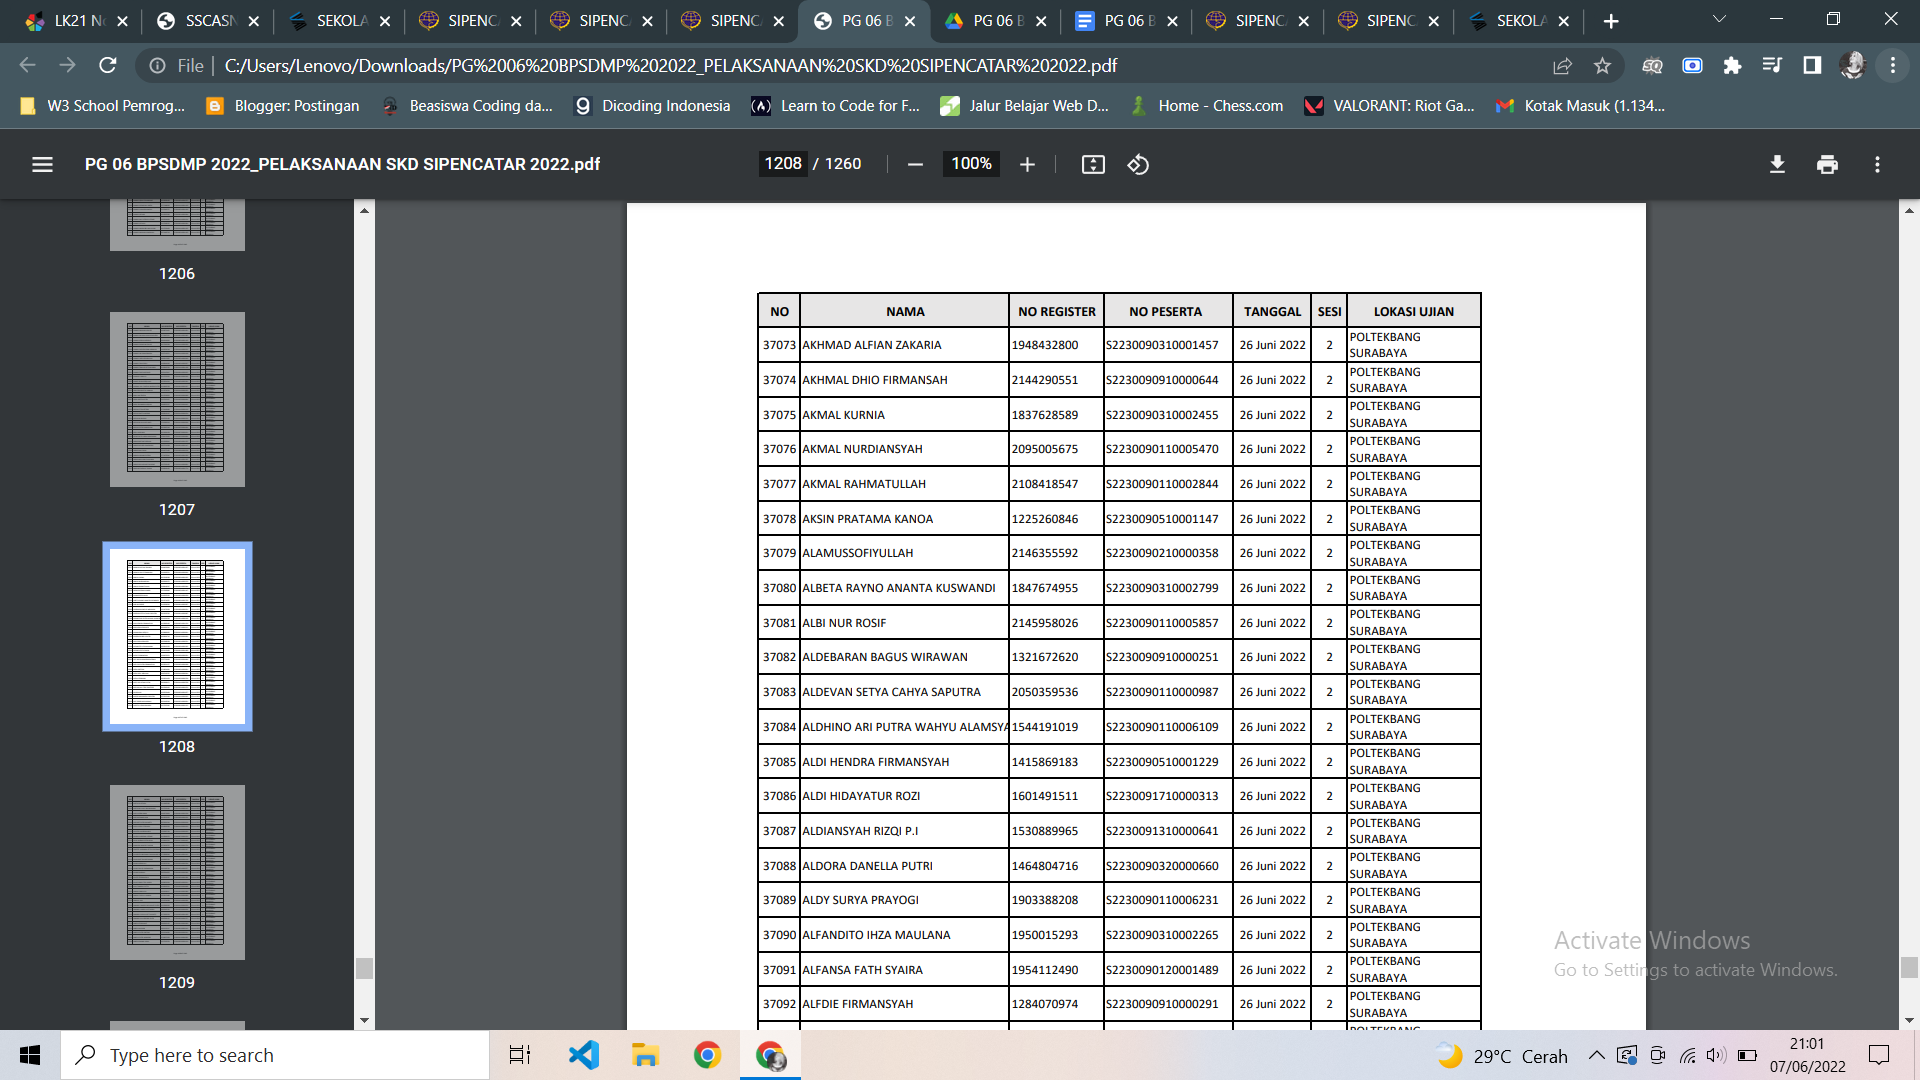 LK21 N
SSCASN
SEKOLA
SIPENCA
SIPENCA
SIPENCA
PG 06 B
PG 06 B
PG 06 B
SIPENCA
SIPENCA
SEKOLA
File
C:/Users/Lenovo/Downloads/PG%2006%20BPSDMP%202022_PELAKSANAAN%20SKD%20SIPENCATAR%202022.pdf
W3 School Pemrog...
Blogger: Postingan
Beasiswa Coding da...
Dicoding Indonesia
Learn to Code for F...
Jalur Belajar Web D...
Home - Chess.com
VALORANT: Riot Ga...
Kotak Masuk (1.134...
PG 06 BPSDMP 2022_PELAKSANAAN SKD SIPENCATAR 2022.pdf
1208 / 1260
100%
1206
1207
1208
1209
NO NAMA NO REGISTER NO PESERTA TANGGAL SESI LOKASI UJIAN
37073 AKHMAD ALFIAN ZAKARIA 1948432800 S2230090310001457 26 Juni 2022 2 POLTEKBANG
SURABAYA
37074 AKHMAL DHIO FIRMANSAH 2144290551 S2230090910000644 26 Juni 2022 2 POLTEKBANG
SURABAYA
37075 AKMAL KURNIA 1837628589 S2230090310002455 26 Juni 2022 2 POLTEKBANG
SURABAYA
37076 AKMAL NURDIANSYAH 2095005675 S2230090110005470 26 Juni 2022 2 POLTEKBANG
SURABAYA
37077 AKMAL RAHMATULLAH 2108418547 S2230090110002844 26 Juni 2022 2 POLTEKBANG
SURABAYA
37078 AKSIN PRATAMA KANOA 1225260846 S2230090510001147 26 Juni 2022 2 POLTEKBANG
SURABAYA
37079 ALAMUSSOFIYULLAH 2146355592 S2230090210000358 26 Juni 2022 2 POLTEKBANG
SURABAYA
37080 ALBETA RAYNO ANANTA KUSWANDI 1847674955 S2230090310002799 26 Juni 2022 2 POLTEKBANG
SURABAYA
37081 ALBI NUR ROSIF 2145958026 S2230090110005857 26 Juni 2022 2 POLTEKBANG
SURABAYA
37082 ALDEBARAN BAGUS WIRAWAN 1321672620 S2230090910000251 26 Juni 2022 2 POLTEKBANG
SURABAYA
37083 ALDEVAN SETYA CAHYA SAPUTRA 2050359536 S2230090110000987 26 Juni 2022 2 POLTEKBANG
SURABAYA
37084 ALDHINO ARI PUTRA WAHYU ALAMSYA 1544191019 S2230090110006109 26 Juni 2022 2 POLTEKBANG
SURABAYA
37085 ALDI HENDRA FIRMANSYAH 1415869183 S2230090510001229 26 Juni 2022 2 POLTEKBANG
SURABAYA
37086 ALDI HIDAYATUR ROZI 1601491511 S2230091710000313 26 Juni 2022 2 POLTEKBANG
SURABAYA
37087 ALDIANSYAH RIZQI P.I 1530889965 S2230091310000641 26 Juni 2022 2 POLTEKBANG
SURABAYA
37088 ALDORA DANELLA PUTRI 1464804716 S2230090320000660 26 Juni 2022 2 POLTEKBANG
SURABAYA
37089 ALDY SURYA PRAYOGI 1903388208 S2230090110006231 26 Juni 2022 2 POLTEKBANG
SURABAYA
37090 ALFANDITO IHZA MAULANA 1950015293 S2230090310002265 26 Juni 2022 2 POLTEKBANG
SURABAYA
37091 ALFANSA FATH SYAIRA 1954112490 S2230090120001489 26 Juni 2022 2 POLTEKBANG
SURABAYA
37092 ALFDIE FIRMANSYAH 1284070974 S2230090910000291 26 Juni 2022 2 POLTEKBANG
SURABAYA
Activate Windows
Go to Settings to activate Windows.
Type here to search
29°C Cerah
21:01
07/06/2022